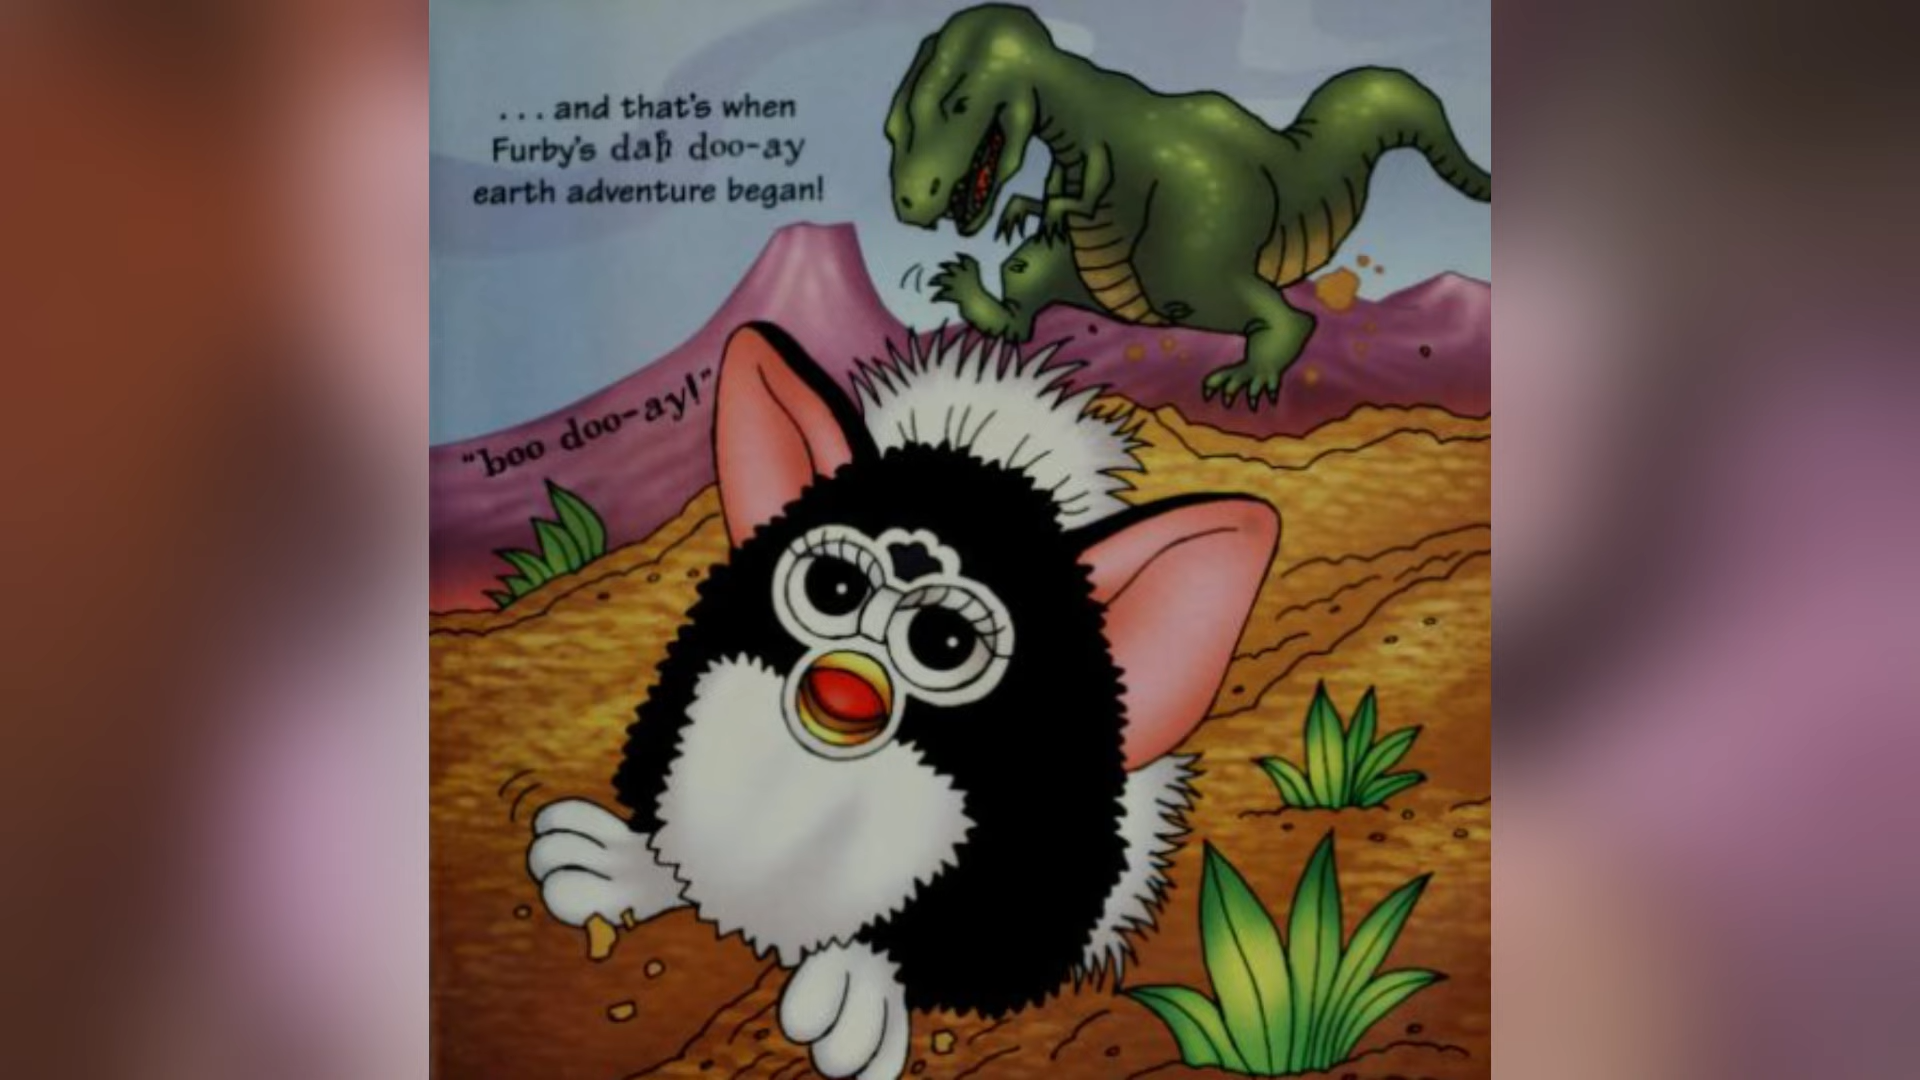 ...and that's when
Furby's dah doo-ay
earth adventure began!
"boo doo-ay!"